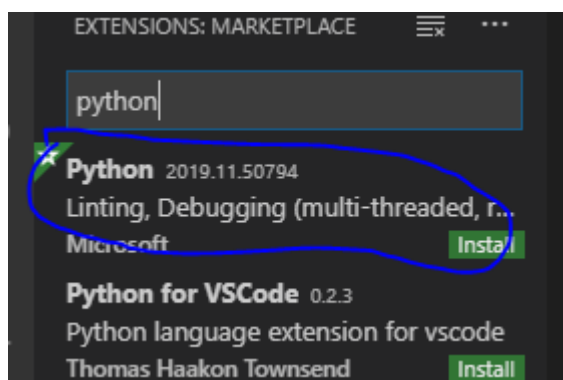 EXTENSIONS: MARKETPLACE
python
Python 2019.11.50794
Linting, Debugging (multi-threaded, r...
Microsoft Install
Python for VSCode 0.2.3
Python language extension for vscode
Thomas Haakon Townsend Install